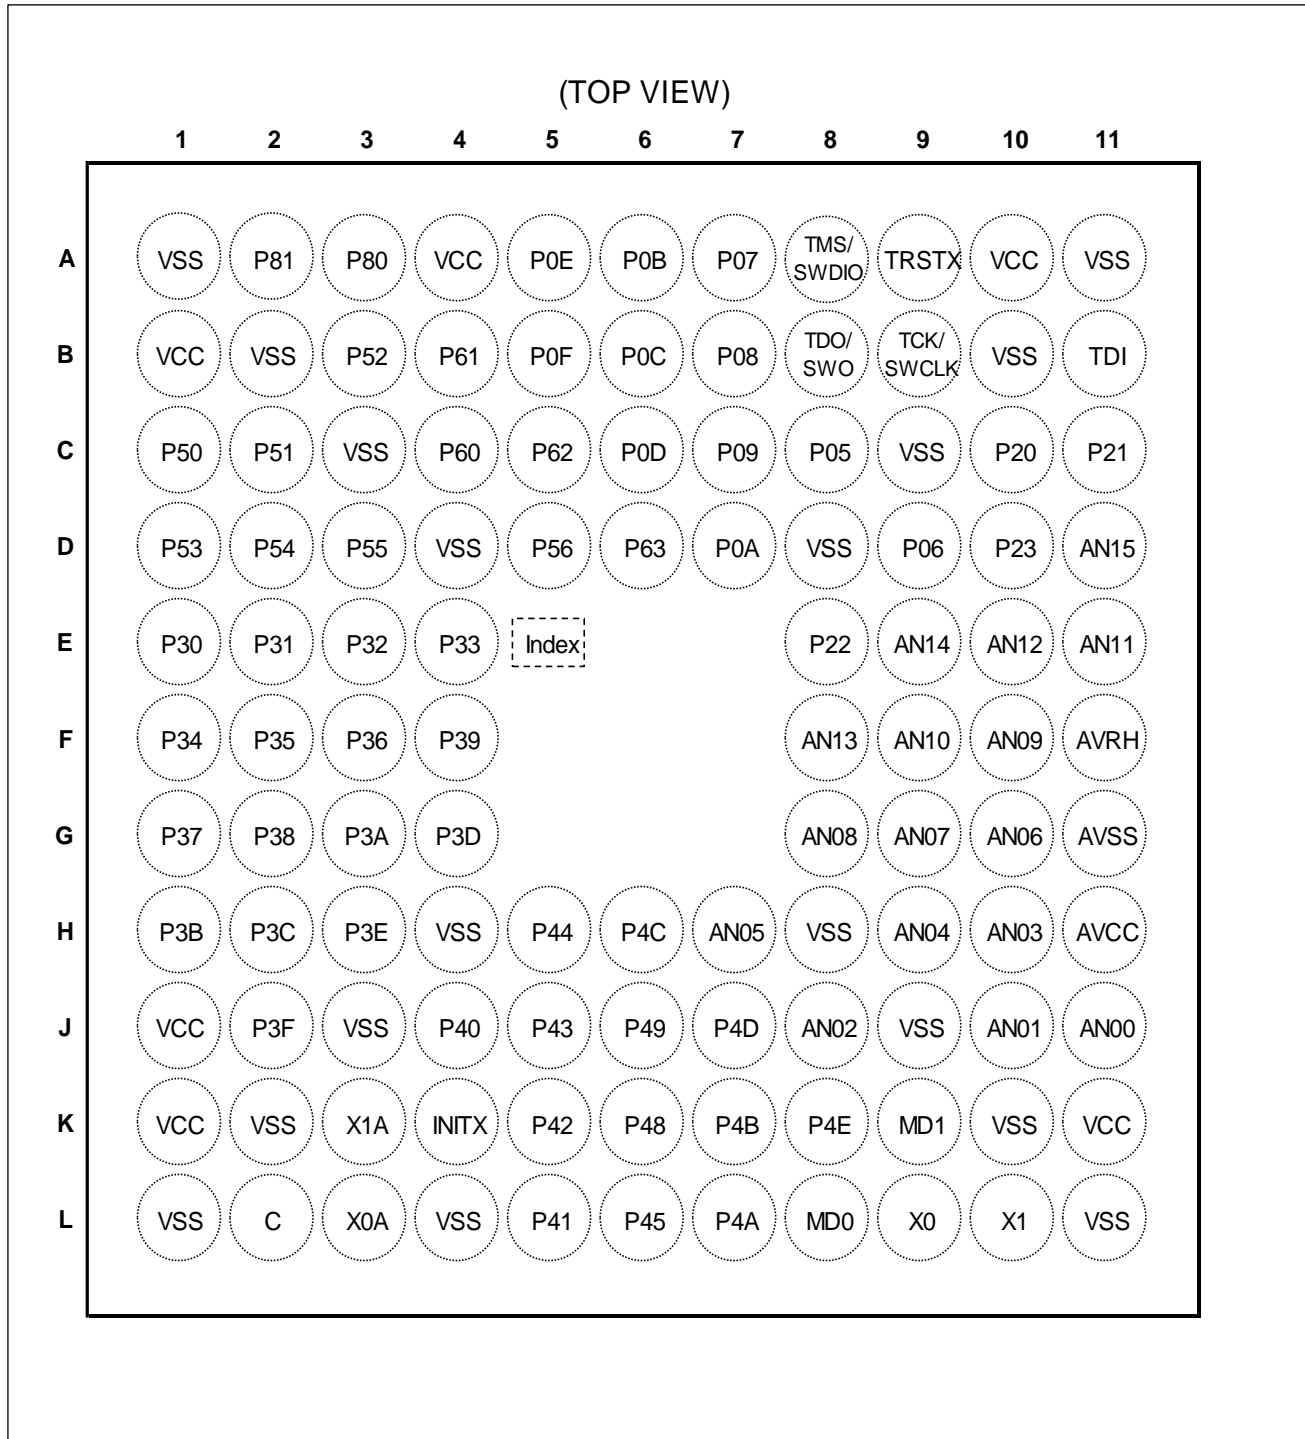 (TOP VIEW)
1 2 3 4 5 6 7 8 9 10 11
A VSS P81 P80 VCC P0E P0B P07 TMS/SWDIO TRSTX VCC VSS
B VCC VSS P52 P61 P0F P0C P08 TDO/SWO TCK/SWCLK VSS TDI
C P50 P51 VSS P60 P62 P0D P09 P05 VSS P20 P21
D P53 P54 P55 VSS P56 P63 P0A VSS P06 P23 AN15
E P30 P31 P32 P33 Index P22 AN14 AN12 AN11
F P34 P35 P36 P39 AN13 AN10 AN09 AVRH
G P37 P38 P3A P3D AN08 AN07 AN06 AVSS
H P3B P3C P3E VSS P44 P4C AN05 VSS AN04 AN03 AVCC
J VCC P3F VSS P40 P43 P49 P4D AN02 VSS AN01 AN00
K VCC VSS X1A INITX P42 P48 P4B P4E MD1 VSS VCC
L VSS C X0A VSS P41 P45 P4A MD0 X0 X1 VSS